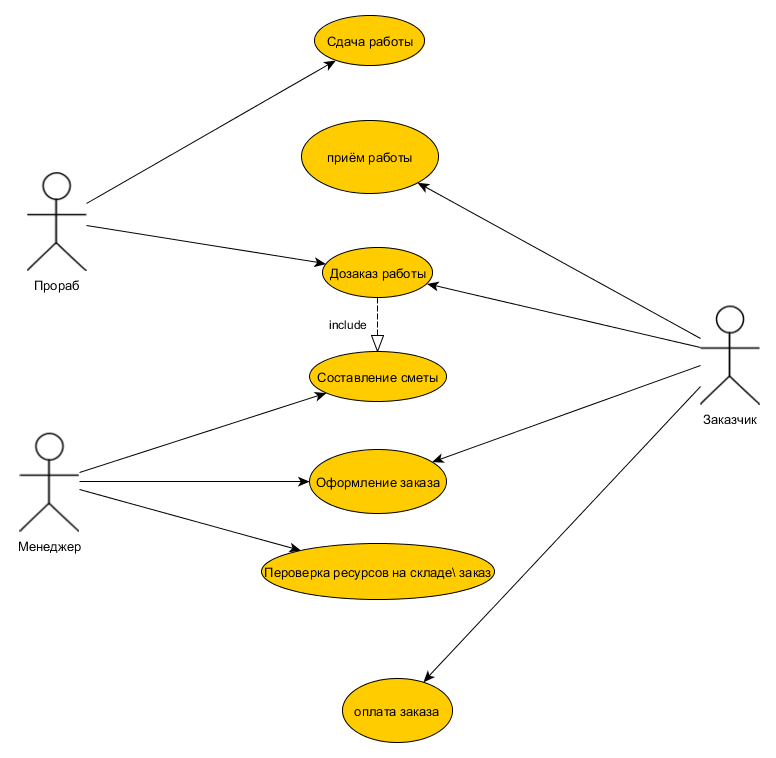 Сдача работы
приём работы
Прораб
Дозаказ работы
include
Составление сметы
Заказчик
Оформление заказа
Менеджер
Пероверка ресурсов на складе\ заказ
оплата заказа